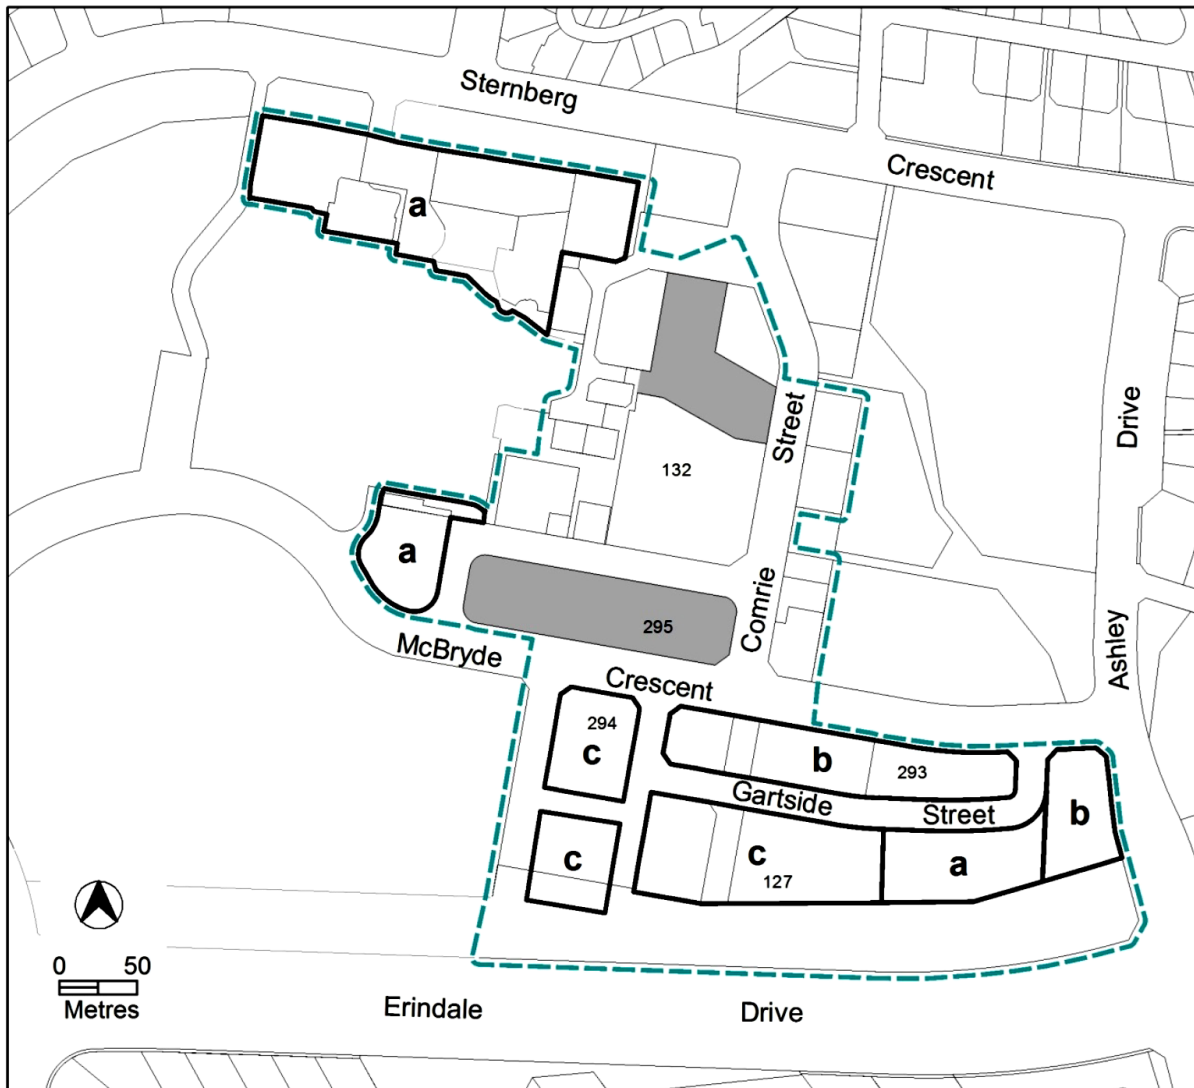 Sternberg
Crescent
a
Drive
Street
132
a
Comrie
295
Ashley
McBryde
Crescent
294
c
b
293
Gartside
Street
b
c
c
127
a
0 50
Metres
Erindale
Drive